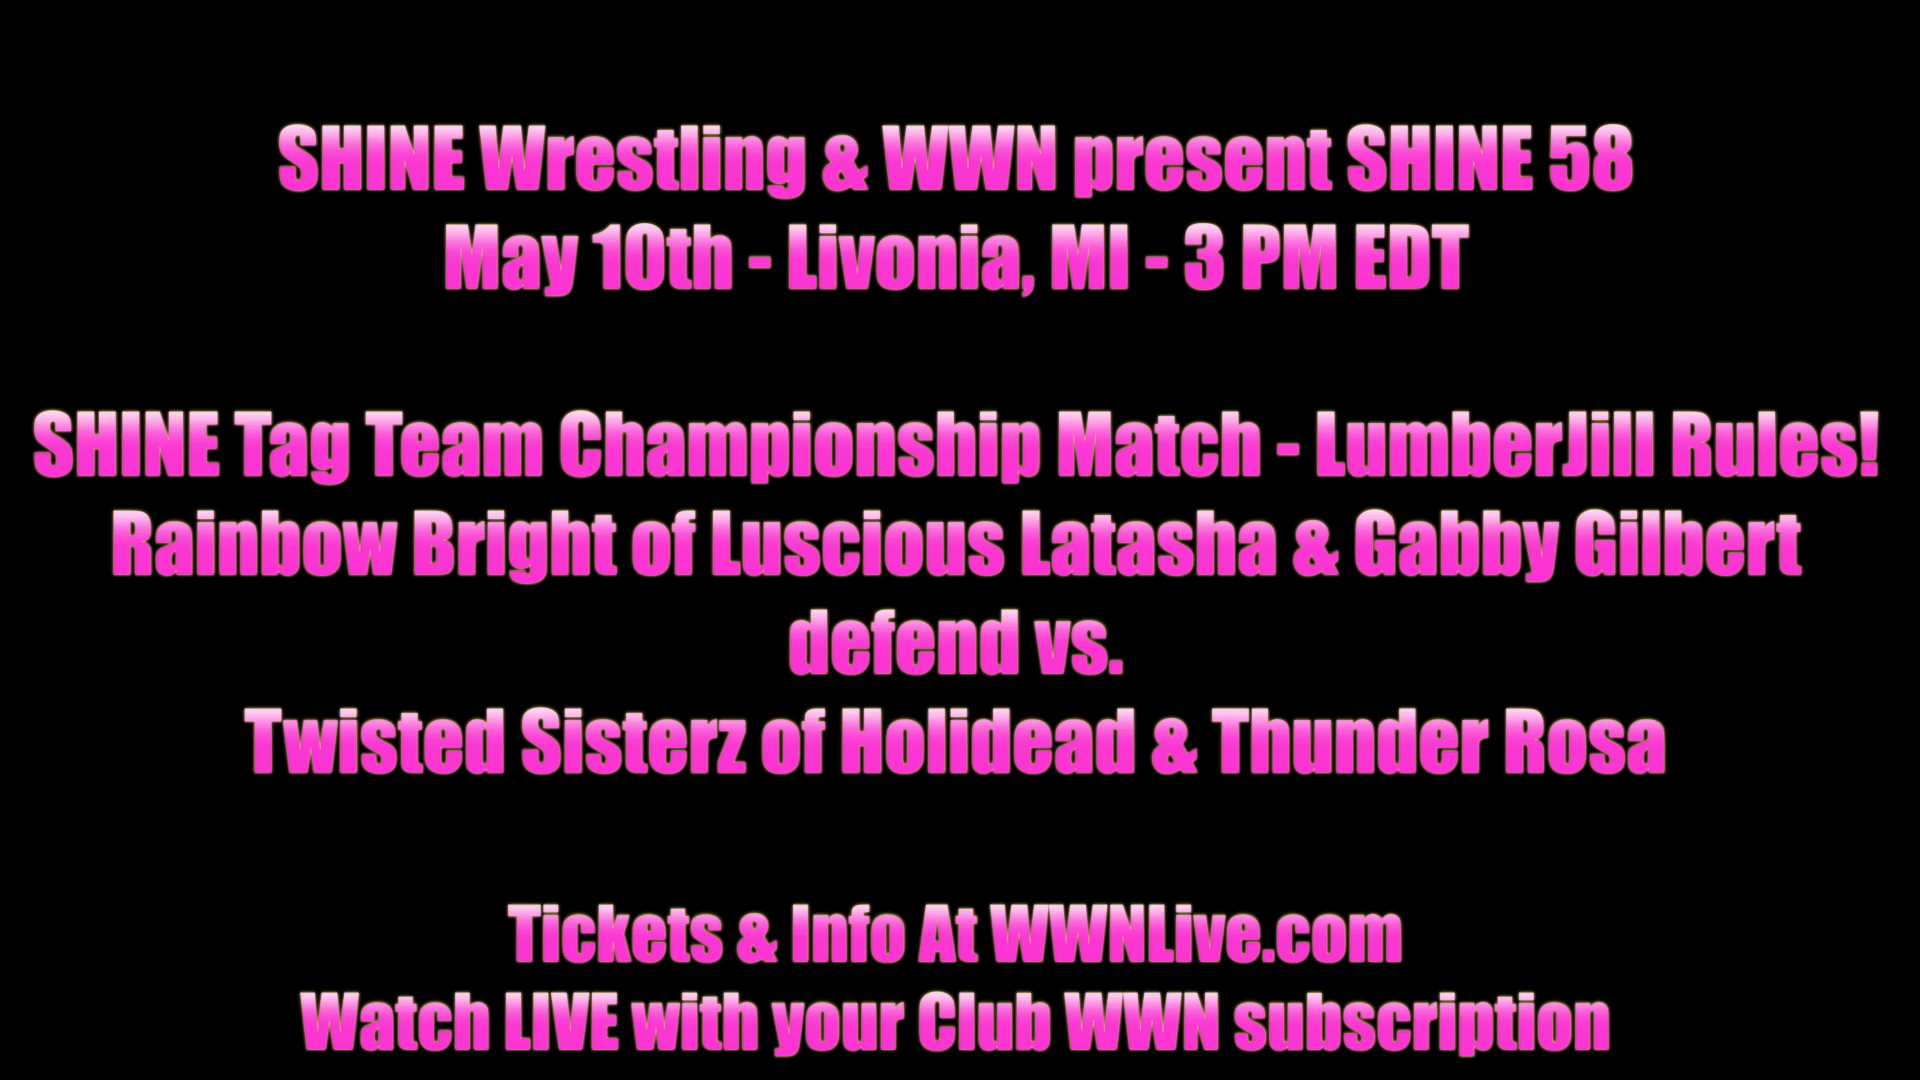 SHINE Wrestling & WWN present SHINE 58
May 10th - Livonia, MI - 3 PM EDT
SHINE Tag Team Championship Match - LumberJill Rules!
Rainbow Bright of Luscious Latasha & Gabby Gilbert
defend vs.
Twisted Sisterz of Holidead & Thunder Rosa
Tickets & Info At WWNLive.com
Watch LIVE with your Club WWN subscription